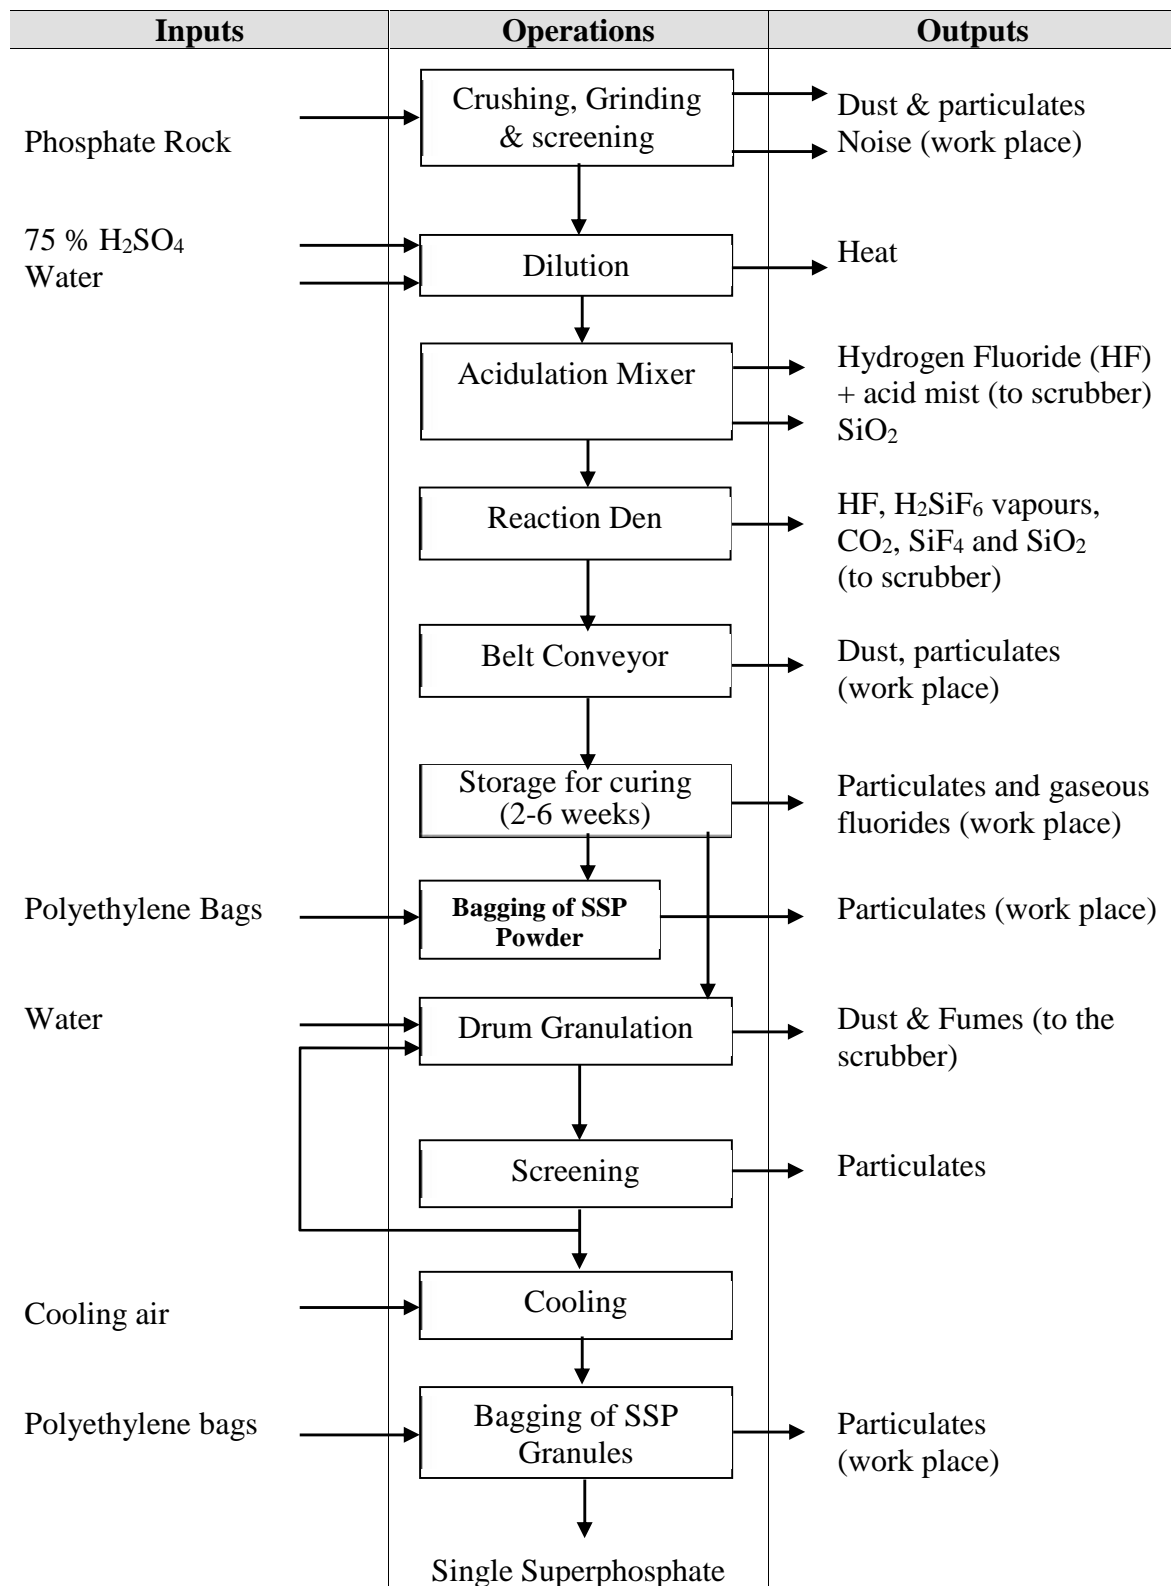 Inputs
Operations
Outputs
Phosphate Rock
Crushing, Grinding
& screening
Dust & particulates
Noise (work place)
75 % H₂SO₄
Water
Dilution
Heat
Acidulation Mixer
Hydrogen Fluoride (HF)
+ acid mist (to scrubber)
SiO₂
Reaction Den
HF, H₂SiF₆ vapours,
CO₂, SiF₄ and SiO₂
(to scrubber)
Belt Conveyor
Dust, particulates
(work place)
Storage for curing
(2-6 weeks)
Particulates and gaseous
fluorides (work place)
Polyethylene Bags
Bagging of SSP
Powder
Particulates (work place)
Water
Drum Granulation
Dust & Fumes (to the
scrubber)
Screening
Particulates
Cooling air
Cooling
Polyethylene bags
Bagging of SSP
Granules
Particulates
(work place)
Single Superphosphate